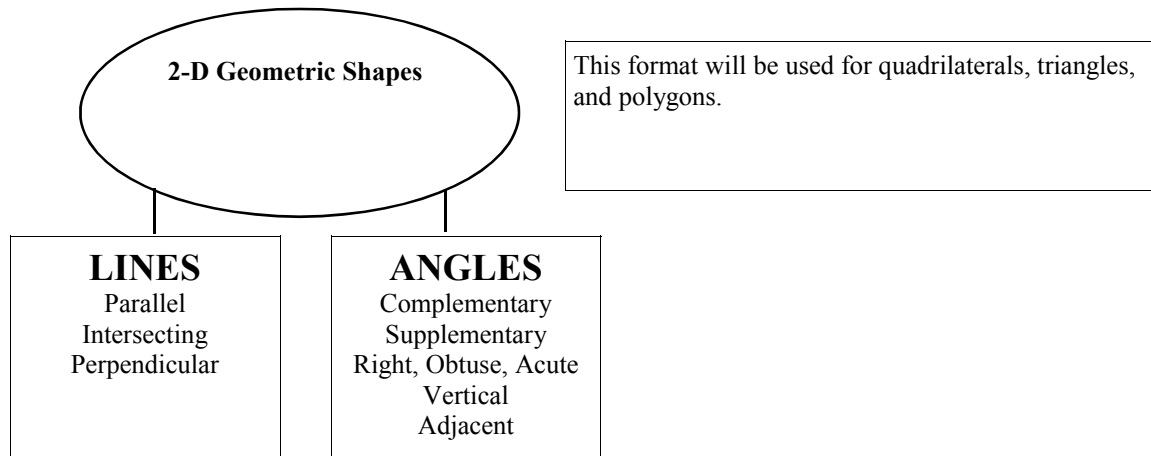 2-D Geometric Shapes
This format will be used for quadrilaterals, triangles,
and polygons.
LINES
Parallel
Intersecting
Perpendicular
ANGLES
Complementary
Supplementary
Right, Obtuse, Acute
Vertical
Adjacent